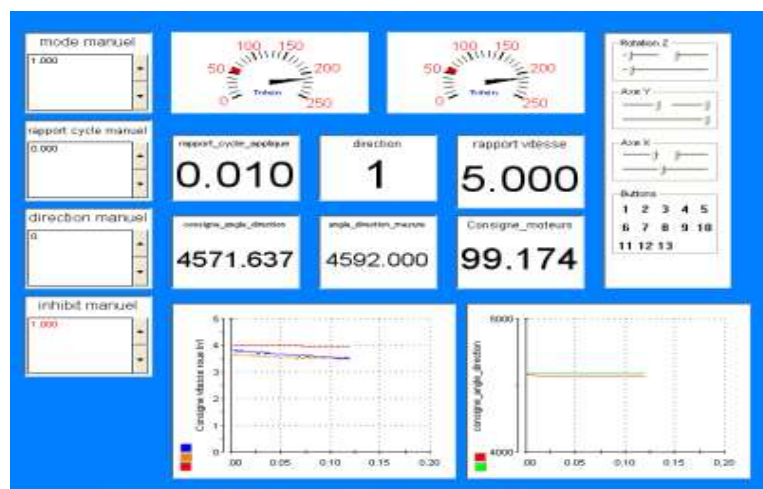 mode manuel
1.000
rapport cycle manuel
0.000
direction manuel
0
inhibit manuel
1.000
0 50 100 150 200 250
Tr/min
0 50 100 150 200 250
Tr/min
rapport_cycle_applique
0.010
direction
1
rapport vitesse
5.000
consigne_angle_direction
4571.637
angle_direction_mesure
4592.000
Consigne_moteurs
99.174
Rotation Z
Axe Y
Axe X
Buttons
1 2 3 4 5
6 7 8 9 10
11 12 13
5
4
3
2
1
0
.00 0.05 0.10 0.15 0.20
consigne_angle_direction
4000
.00 0.05 0.10 0.15 0.20